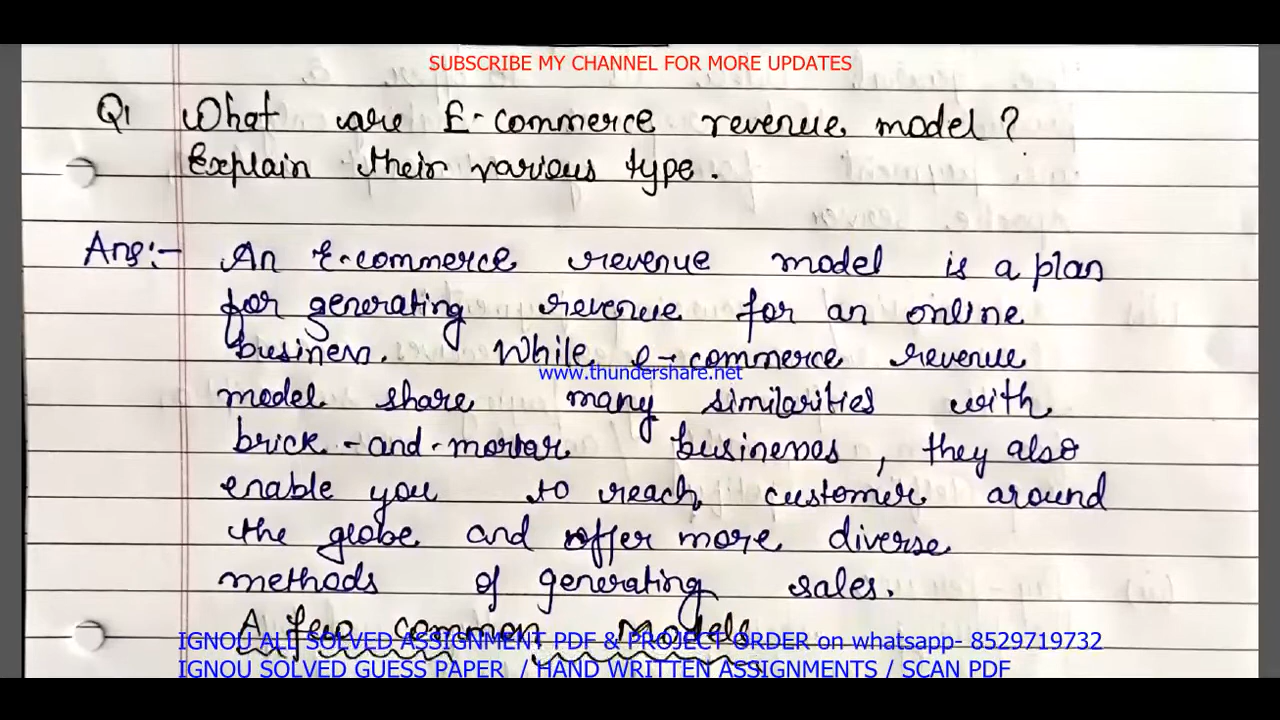 SUBSCRIBE MY CHANNEL FOR MORE UPDATES
Q1 What are E-commerce revenue model?
Explain their various type.
Ans:- An E-commerce revenue model is a plan
for generating revenue for an online
business. While e-commerce revenue
www.thundershare.net
model share many similarities with
brick-and-mortar businesses, they also
enable you to reach customer around
the globe and offer more diverse
methods of generating sales.
A few common models
IGNOU ALL SOLVED ASSIGNMENT PDF & PROJECT ORDER on whatsapp- 8529719732
IGNOU SOLVED GUESS PAPER / HAND WRITTEN ASSIGNMENTS / SCAN PDF